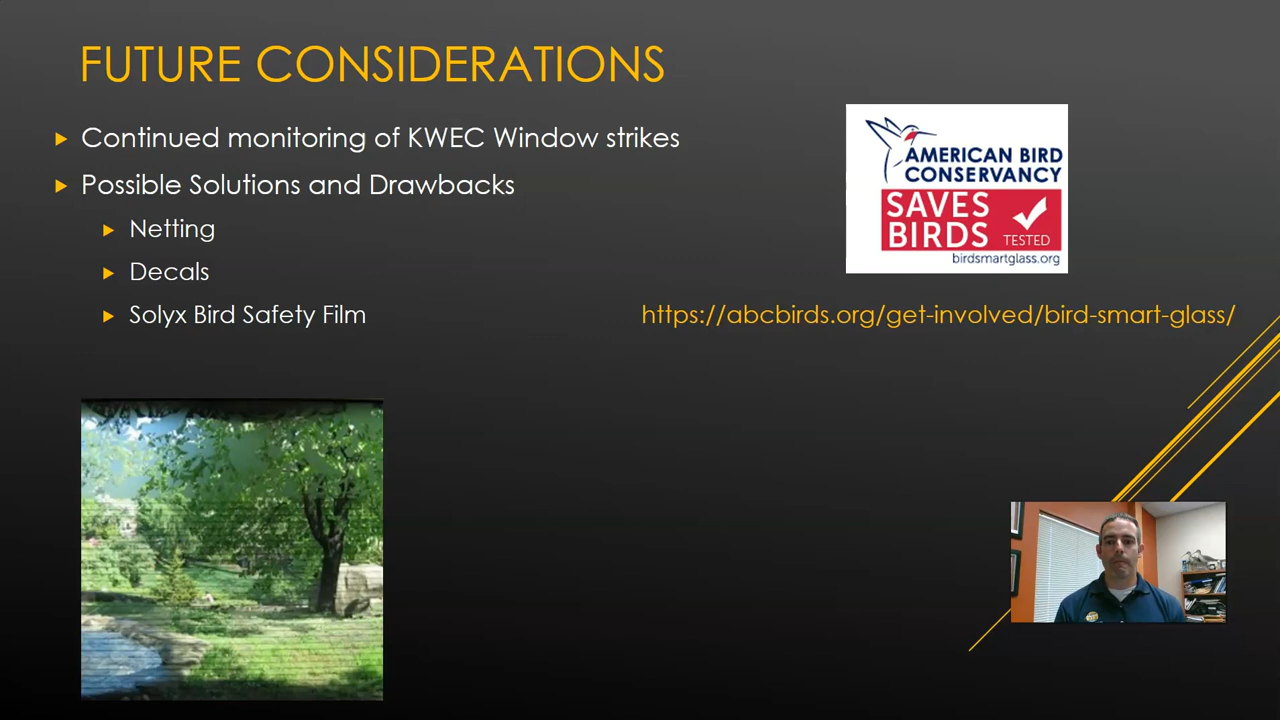 FUTURE CONSIDERATIONS
Continued monitoring of KWEC Window strikes
Possible Solutions and Drawbacks
Netting
Decals
Solyx Bird Safety Film
AMERICAN BIRD
CONSERVANCY
SAVES
BIRDS
TESTED
birdsmartglass.org
https://abcbirds.org/get-involved/bird-smart-glass/